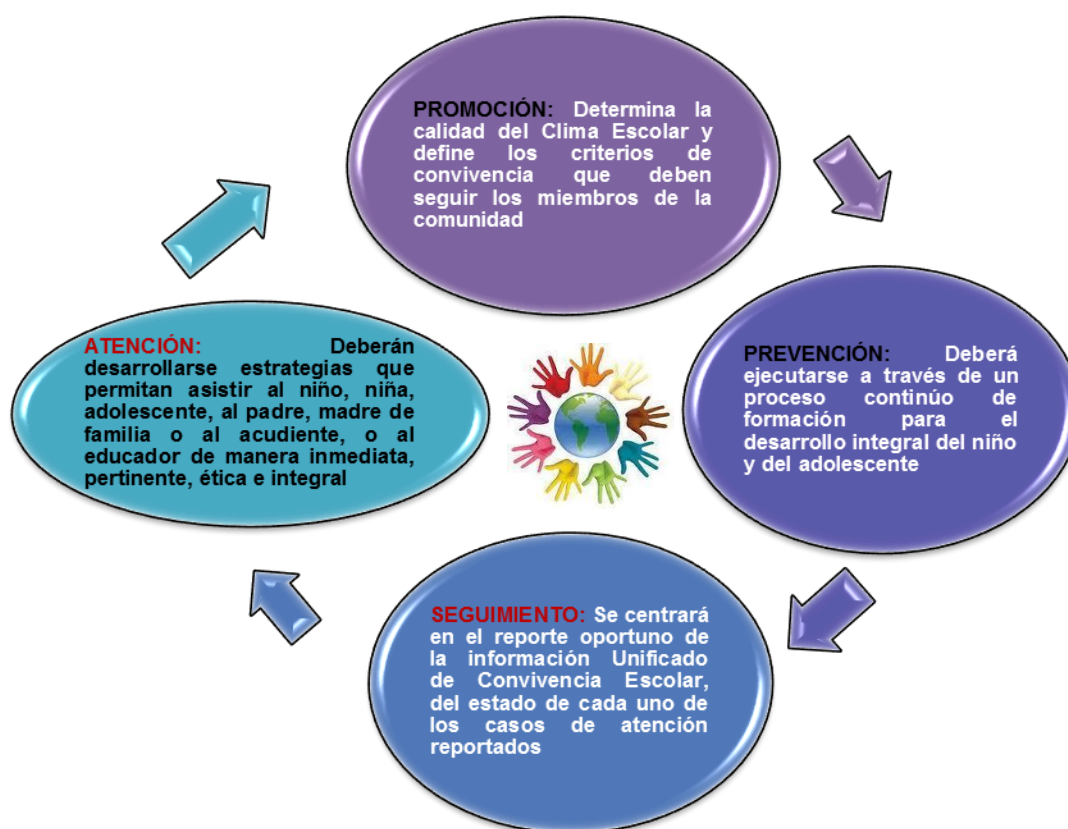 PROMOCIÓN: Determina la
calidad del Clima Escolar y
define los criterios de
convivencia que deben
seguir los miembros de la
comunidad
PREVENCIÓN: Deberá
ejecutarse a través de un
proceso continúo de
formación para el
desarrollo integral del niño
y del adolescente
SEGUIMIENTO: Se centrará
en el reporte oportuno de
la información Unificado
de Convivencia Escolar,
del estado de cada uno de
los casos de atención
reportados
ATENCIÓN: Deberán
desarrollarse estrategias que
permitan asistir al niño, niña,
adolescente, al padre, madre de
familia o al acudiente, o al
educador de manera inmediata,
pertinente, ética e integral